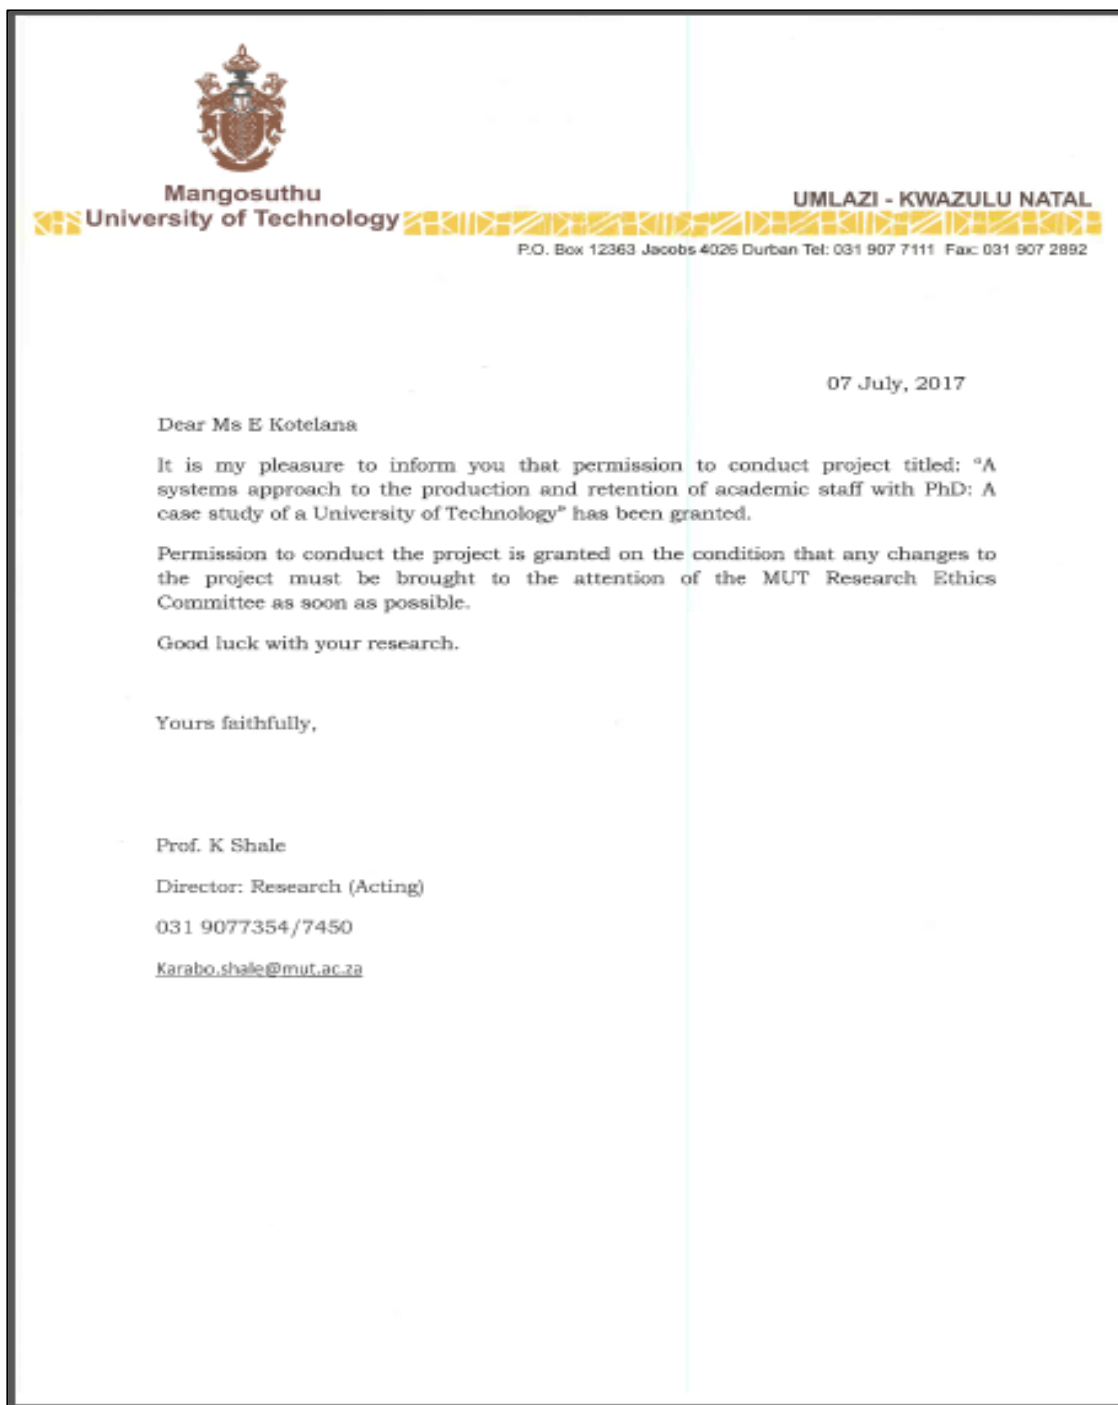 Mangosuthu
University of Technology
UMLAZI - KWAZULU NATAL
P.O. Box 12363 Jacobs 4026 Durban Tel: 031 907 7111 Fax: 031 907 2892
07 July, 2017
Dear Ms E Kotelana
It is my pleasure to inform you that permission to conduct project titled: "A
systems approach to the production and retention of academic staff with PhD: A
case study of a University of Technology" has been granted.
Permission to conduct the project is granted on the condition that any changes to
the project must be brought to the attention of the MUT Research Ethics
Committee as soon as possible.
Good luck with your research.
Yours faithfully,
Prof. K Shale
Director: Research (Acting)
031 9077354/7450
Karabo.shale@mut.ac.za